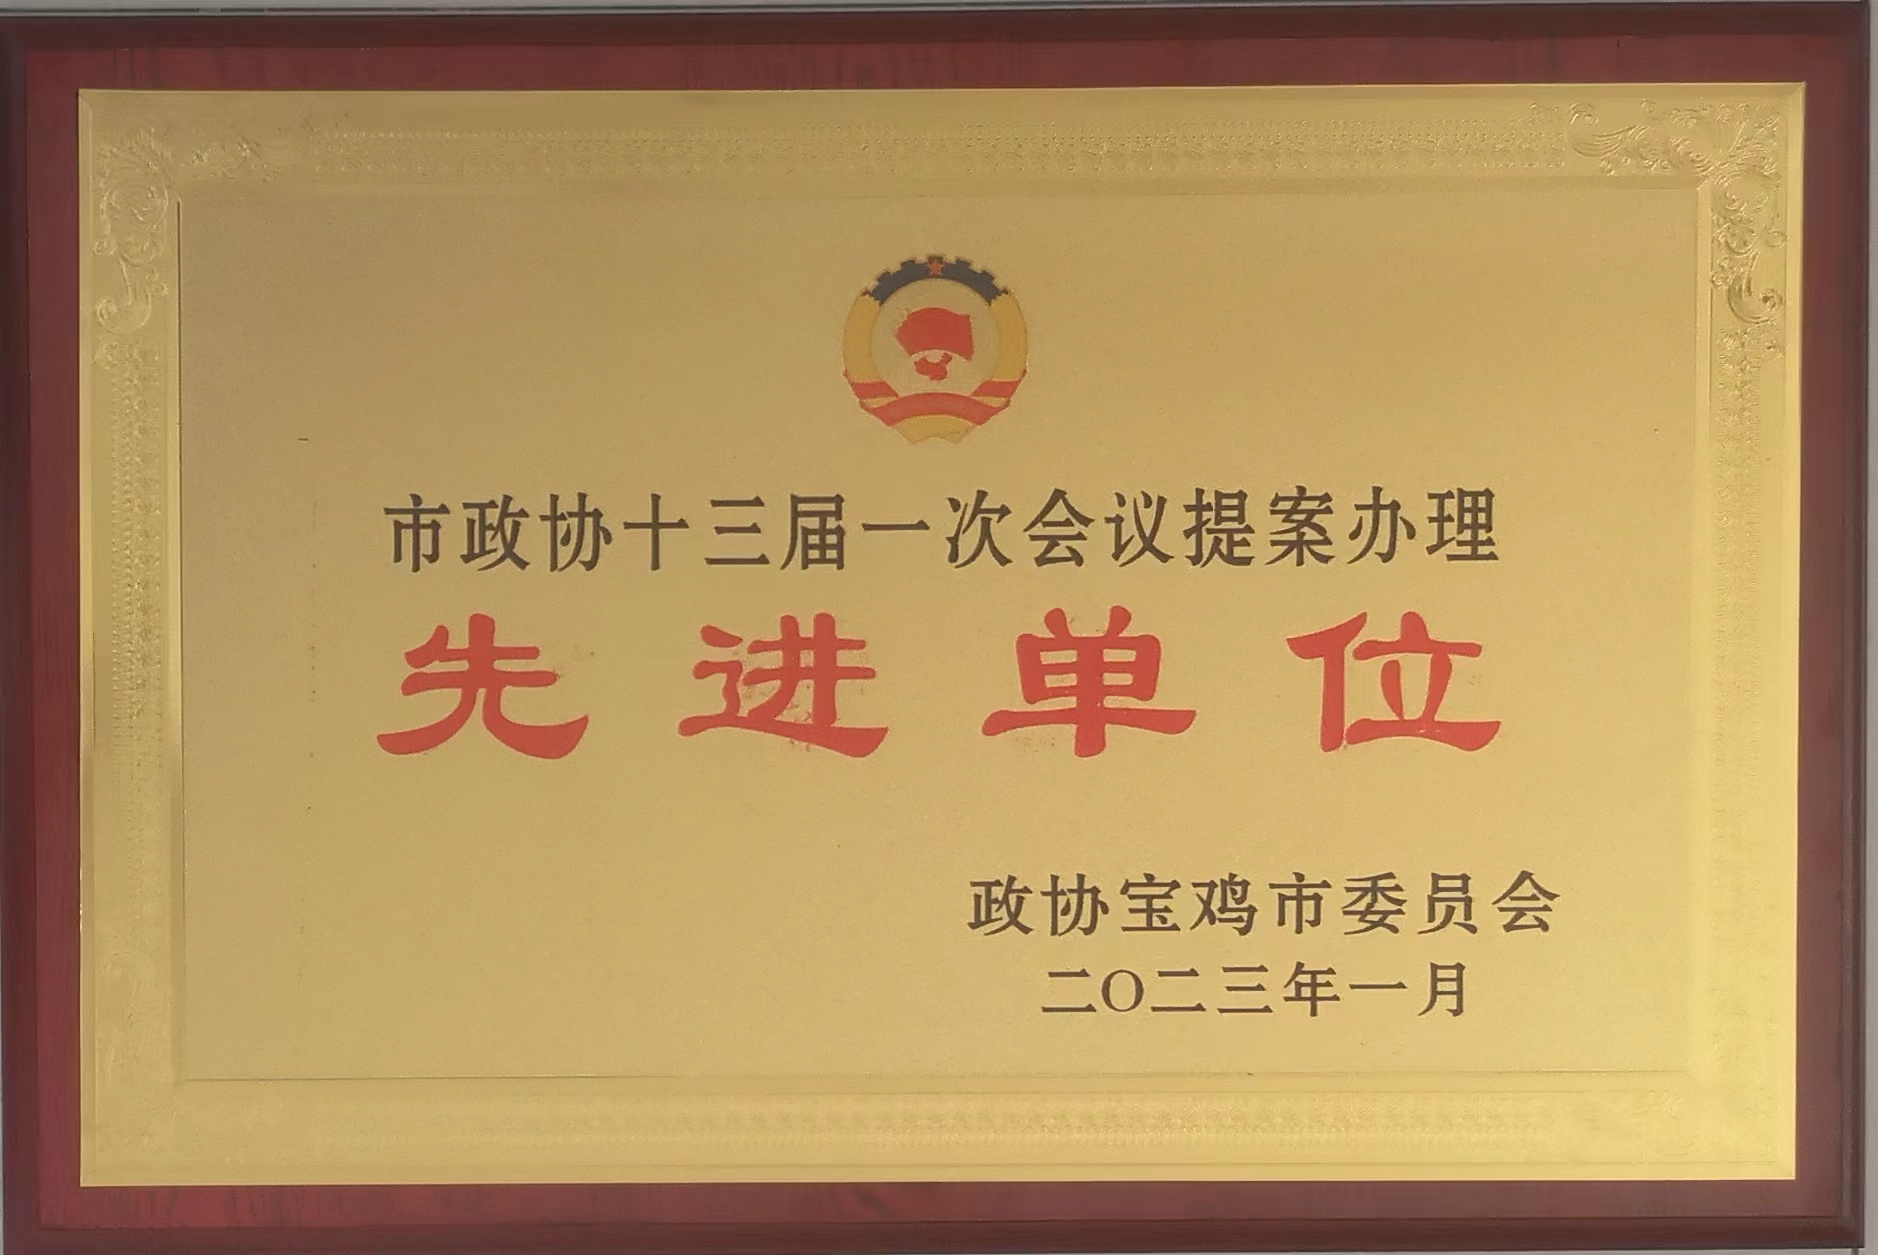 市政协十三届一次会议提案办理
先进单位
政协宝鸡市委员会
二〇二三年一月